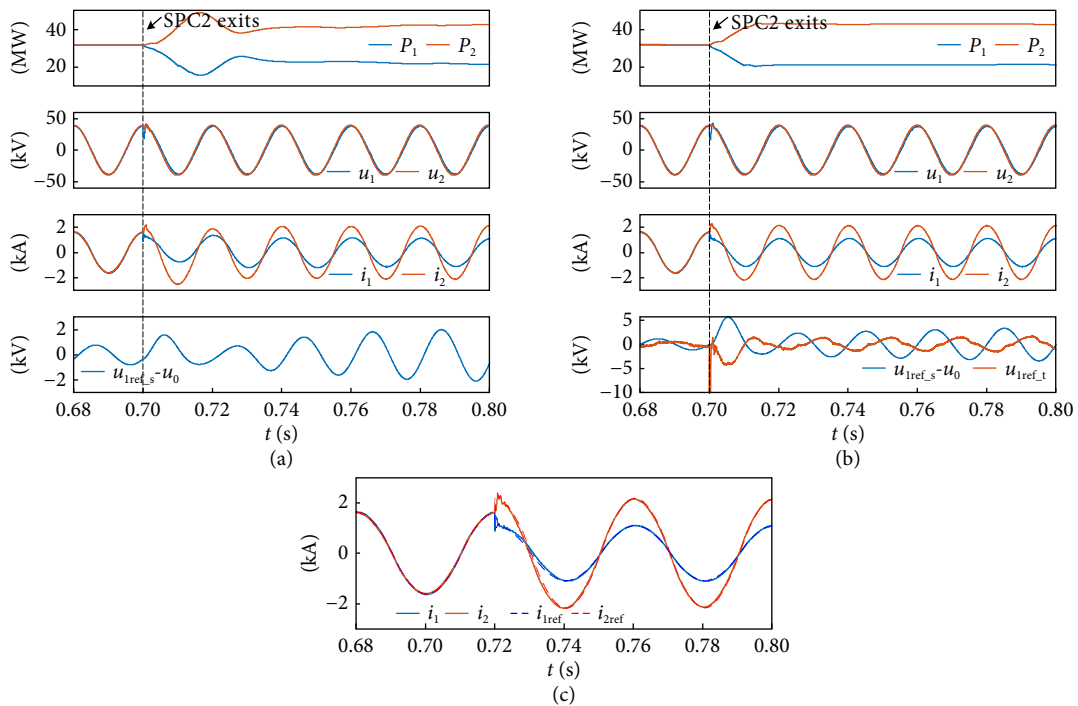 SPC2 exits
40
20
(MW)
P1 P2
50
0
−50
(kV)
u1 u2
2
0
−2
(kA)
i1 i2
2
0
−2
(kV)
u1ref_s-u0
0.68 0.70 0.72 0.74 0.76 0.78 0.80
t (s)
(a)
SPC2 exits
40
20
(MW)
P1 P2
50
0
−50
(kV)
u1 u2
2
0
−2
(kA)
i1 i2
5
0
−5
−10
(kV)
u1ref_s-u0 u1ref_t
0.68 0.70 0.72 0.74 0.76 0.78 0.80
t (s)
(b)
2
0
−2
(kA)
i1 i2 i1ref i2ref
0.68 0.70 0.72 0.74 0.76 0.78 0.80
t (s)
(c)